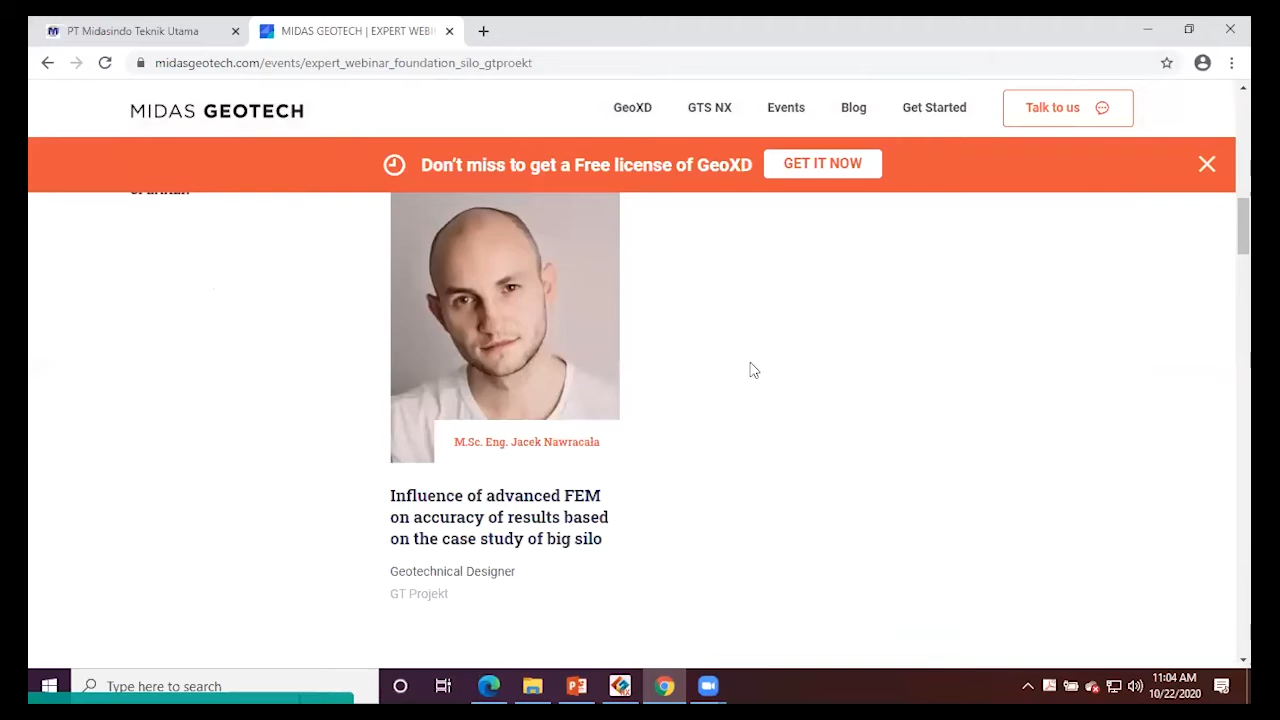 PT Midasindo Teknik Utama
MIDAS GEOTECH | EXPERT WEBI
midasgeotech.com/events/expert_webinar_foundation_silo_gtproekt
MIDAS GEOTECH
GeoXD
GTS NX
Events
Blog
Get Started
Talk to us
Don't miss to get a Free license of GeoXD
GET IT NOW
M.Sc. Eng. Jacek Nawracała
Influence of advanced FEM
on accuracy of results based
on the case study of big silo
Geotechnical Designer
GT Projekt
Type here to search
11:04 AM
10/22/2020